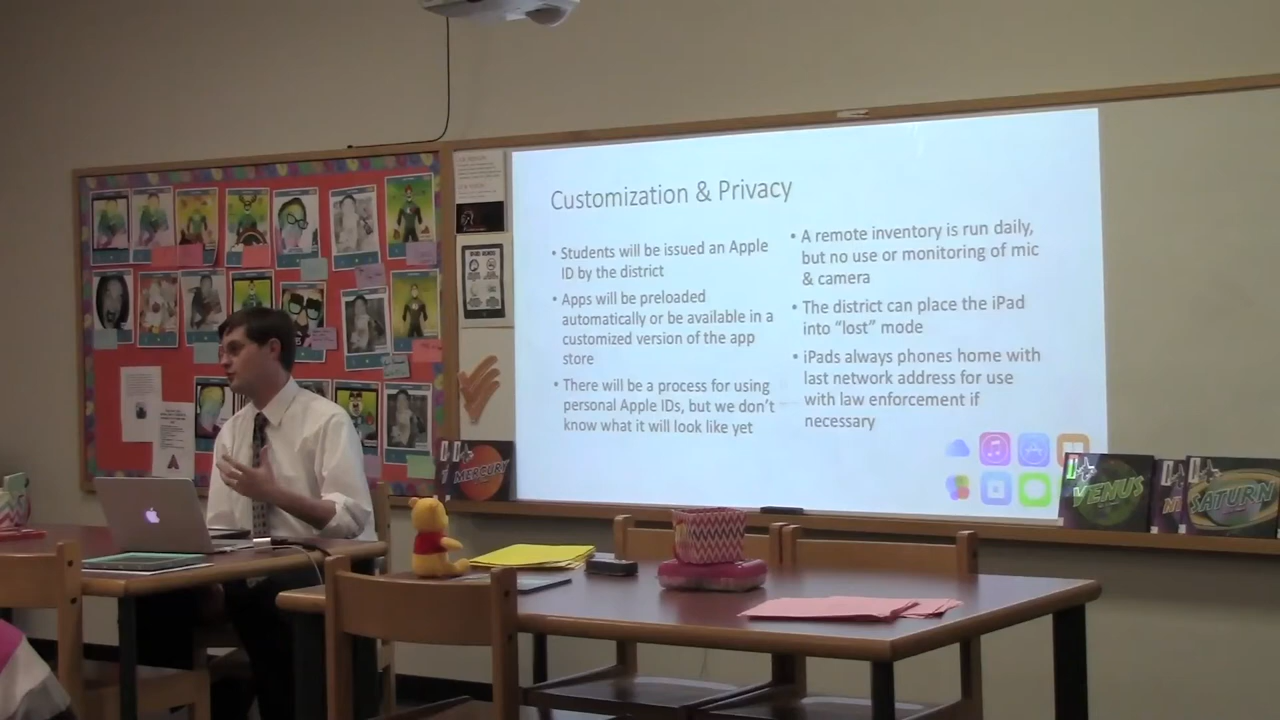 Customization & Privacy
• Students will be issued an Apple
ID by the district
• Apps will be preloaded
automatically or be available in a
customized version of the app
store
• There will be a process for using
personal Apple IDs, but we don't
know what it will look like yet
• A remote inventory is run daily,
but no use or monitoring of mic
& camera
• The district can place the iPad
into "lost" mode
• iPads always phones home with
last network address for use
with law enforcement if
necessary
MERCURY
VENUS
SATURN